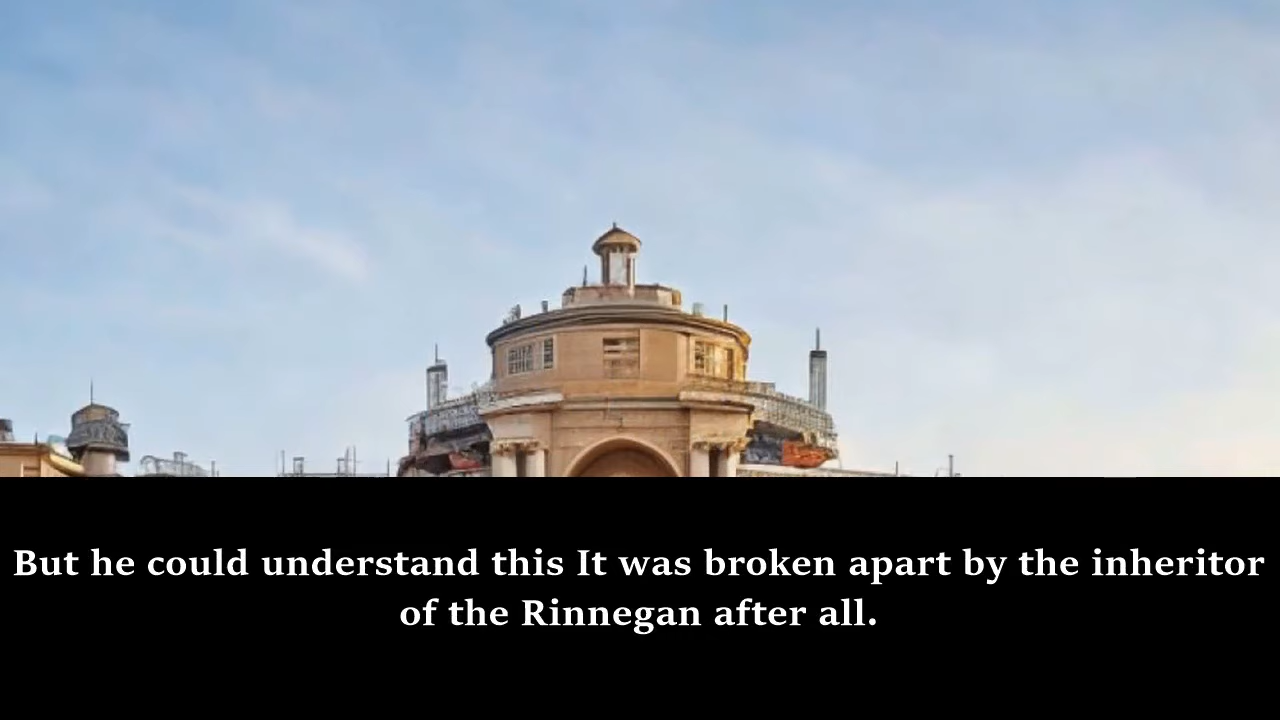 But he could understand this It was broken apart by the inheritor
of the Rinnegan after all.